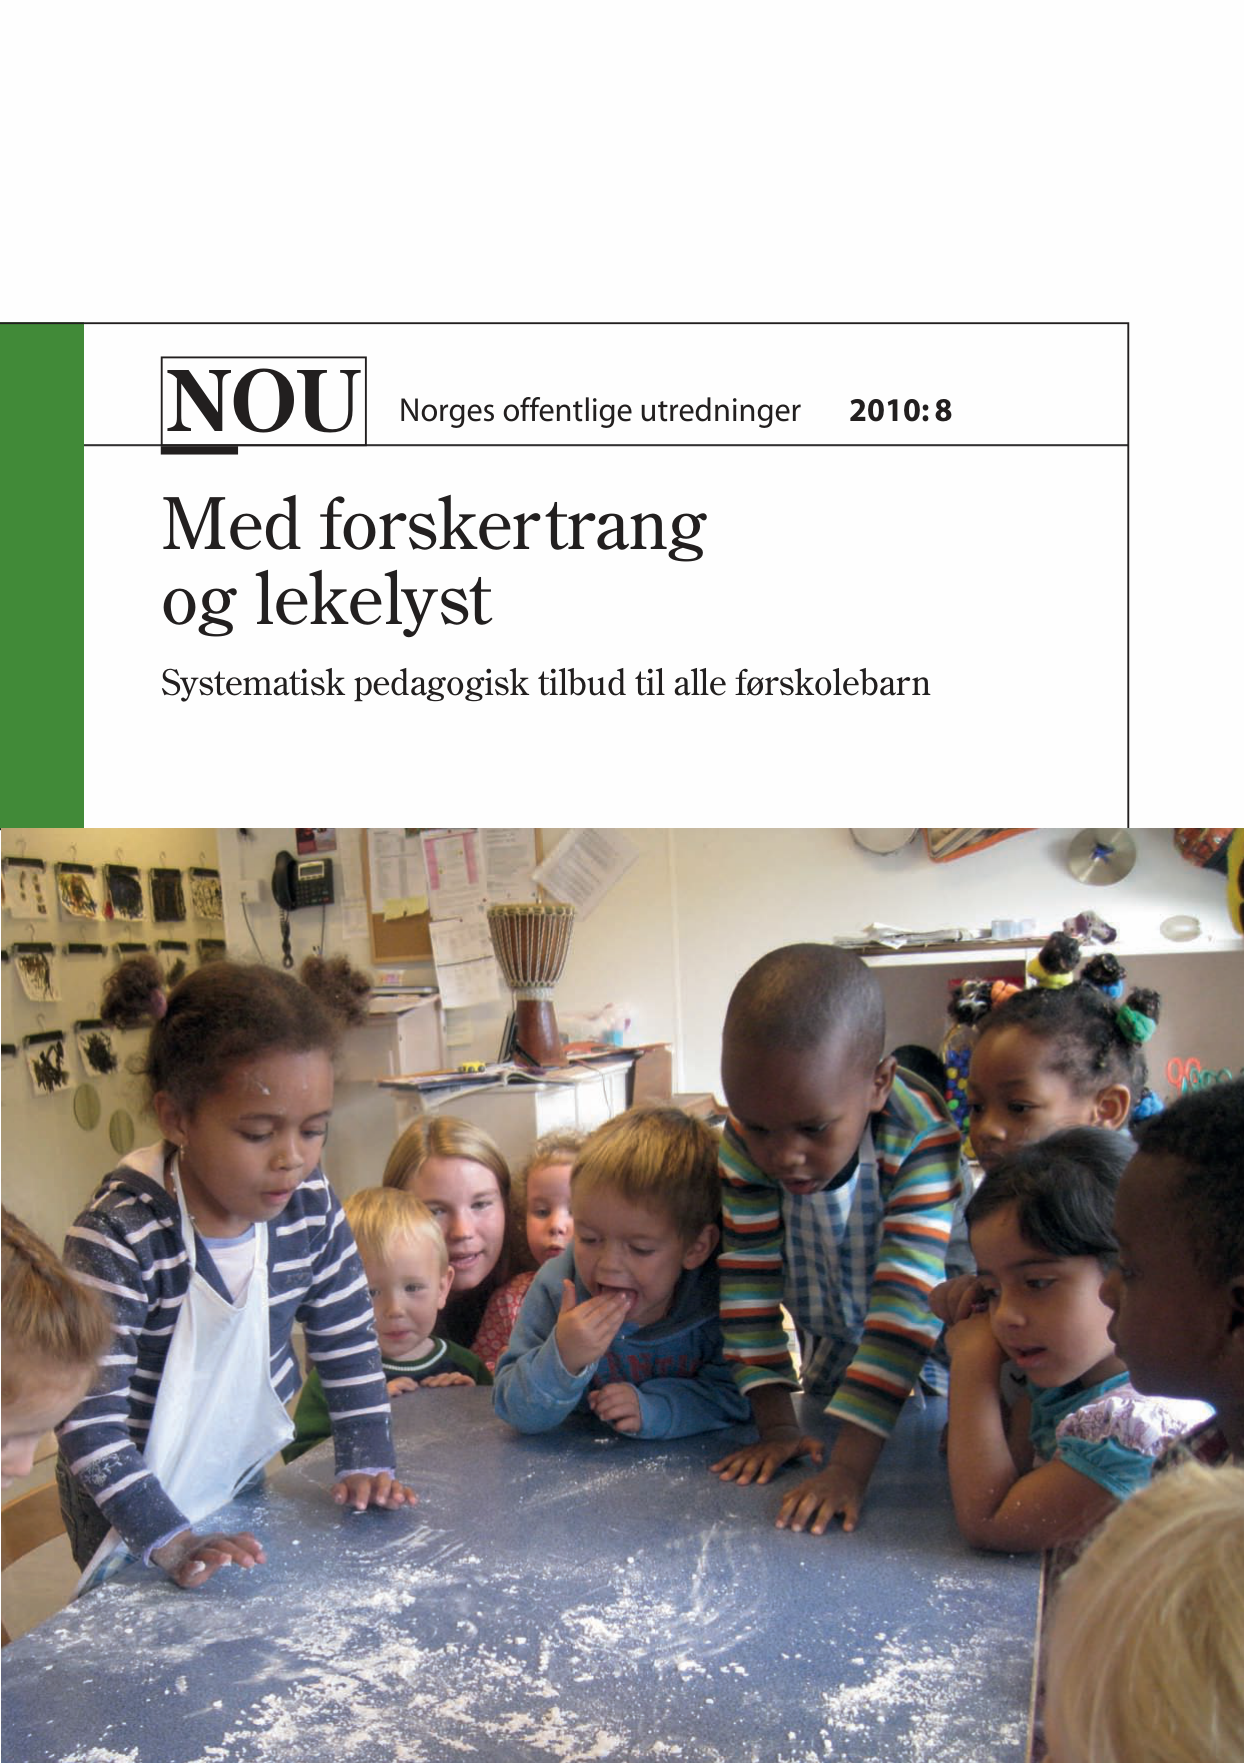 NOU
Norges offentlige utredninger 2010: 8
Med forskertrang
og lekelyst
Systematisk pedagogisk tilbud til alle førskolebarn